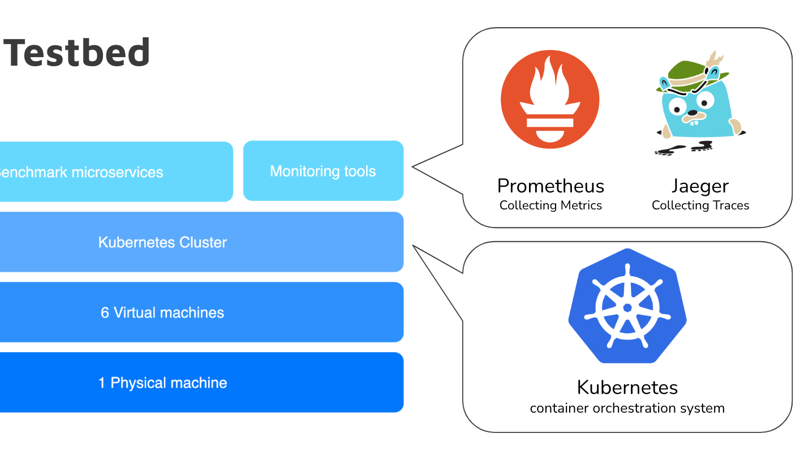 Testbed
enchmark microservices
Monitoring tools
Kubernetes Cluster
6 Virtual machines
1 Physical machine
Prometheus
Collecting Metrics
Jaeger
Collecting Traces
Kubernetes
container orchestration system